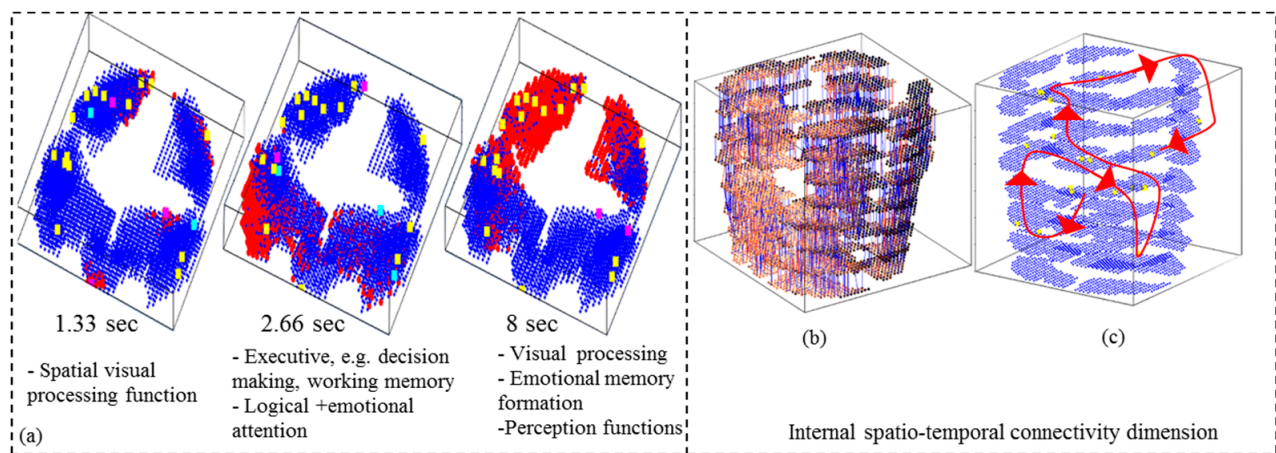 1.33 sec
- Spatial visual
processing function
(a)
2.66 sec
- Executive, e.g. decision
making, working memory
- Logical +emotional
attention
8 sec
- Visual processing
- Emotional memory
formation
-Perception functions
(b)
(c)
Internal spatio-temporal connectivity dimension